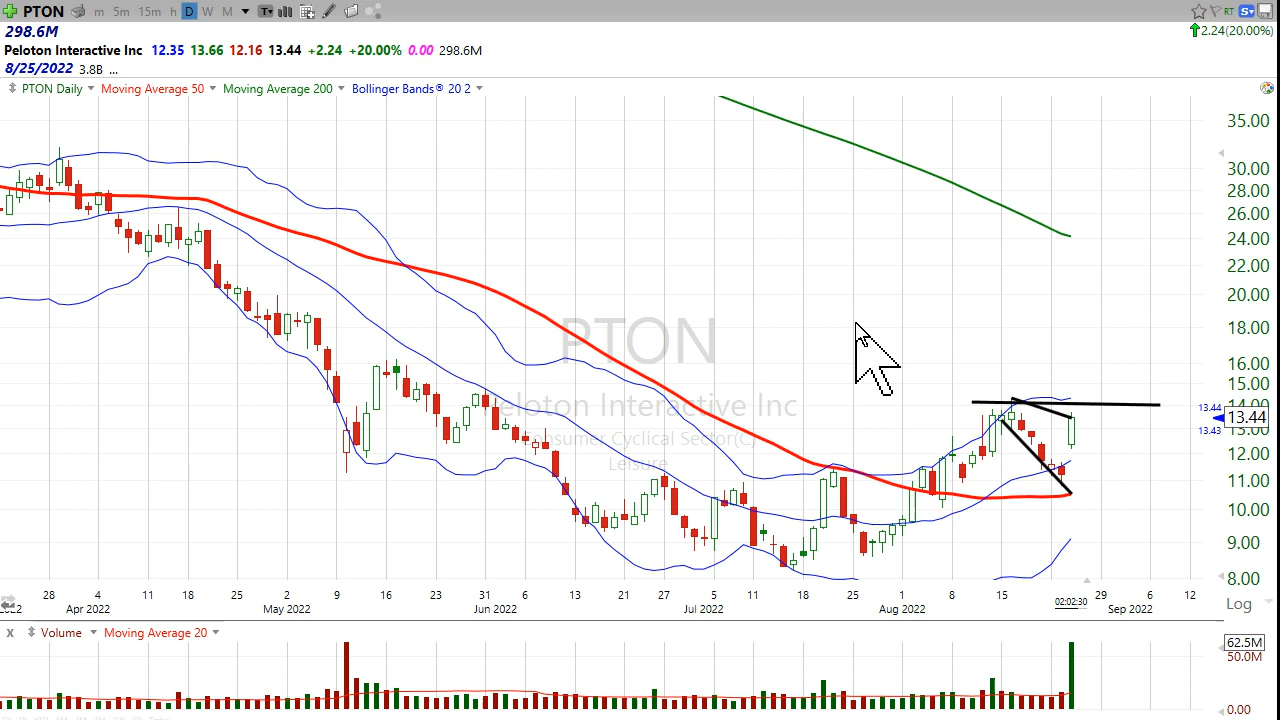 PTON m 5m 15m h D W M T RT S
298.6M 2.24(20.00%)
Peloton Interactive Inc 12.35 13.66 12.16 13.44 +2.24 +20.00% 0.00 298.6M
8/25/2022 3.8B ...
PTON Daily Moving Average 50 Moving Average 200 Bollinger Bands® 20 2
35.00
30.00
28.00
26.00
24.00
22.00
20.00
18.00
PTON
16.00
15.00
14.00
Peloton Interactive Inc
13.44
13.44
13.43
13.00
Consumer Cyclical Sector(C)
12.00
Leisure
11.00
10.00
9.00
8.00
28 4 11 18 25 2 9 16 23 1 6 13 21 27 5 11 18 25 1 8 15 02:02:30 29 6 12
2022 Apr 2022 May 2022 Jun 2022 Jul 2022 Aug 2022 Sep 2022
Log
X Volume Moving Average 20
62.5M
50.0M
0.00